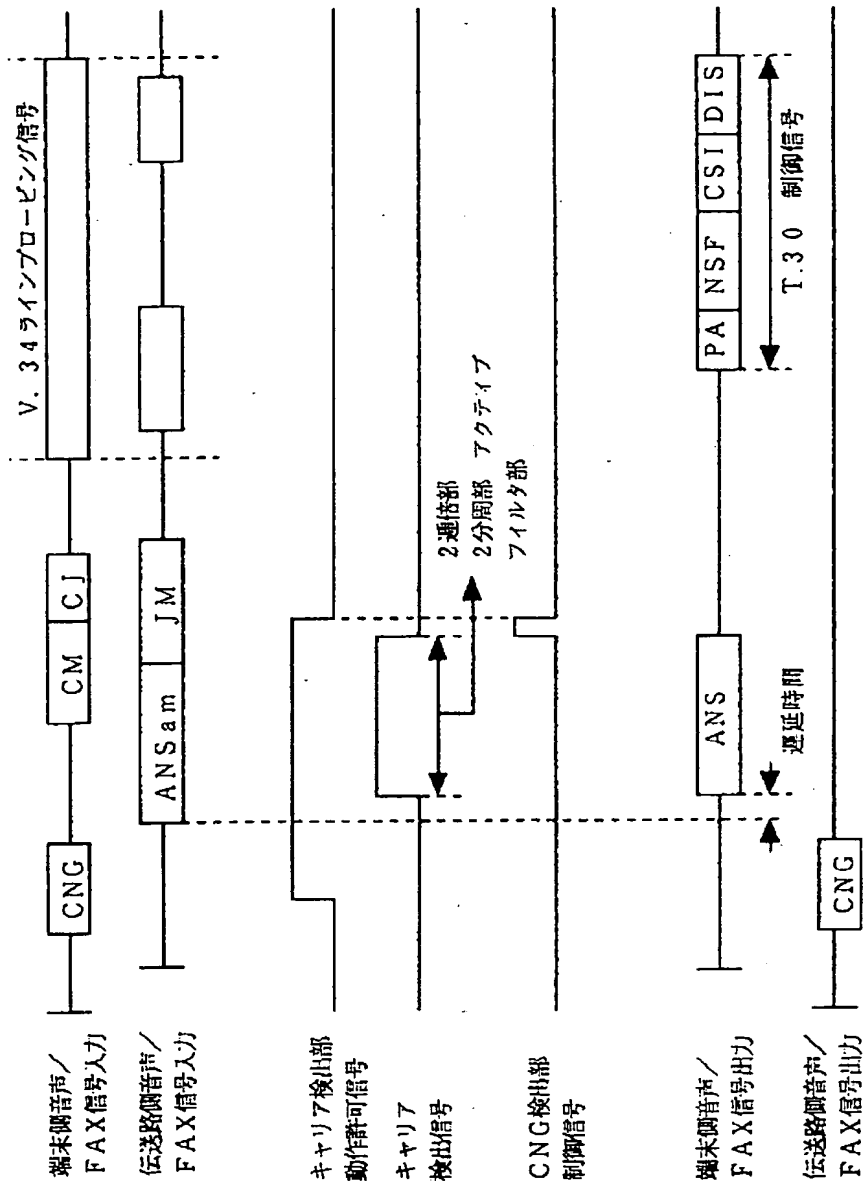 端末側音声／
ＦＡＸ信号入力
CNG
CM
CJ
V．34ラインプロービング信号
伝送路側音声／
ＦＡＸ信号入力
ANSam
JM
キャリア検出部
動作許可信号
キャリア
検出信号
2逓倍部
2分周部 アクティブ
フィルタ部
CNG検出部
制御信号
端末側音声／
ＦＡＸ信号出力
ANS
遅延時間
PA
NSF
CSI
DIS
T.30 制御信号
伝送路側音声／
ＦＡＸ信号出力
CNG